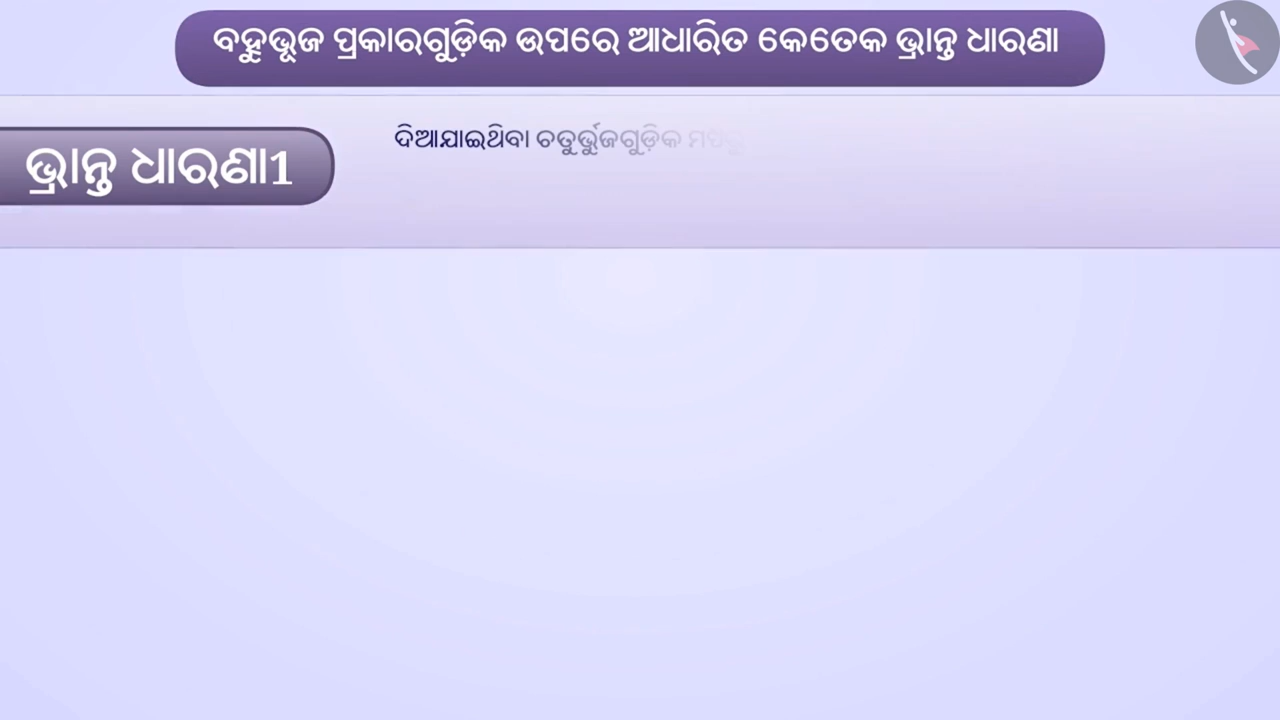 ବହୁଭୂଜ ପ୍ରକାରଗୁଡ଼ିକ ଉପରେ ଆଧାରିତ କେତେକ ଭ୍ରାନ୍ତ ଧାରଣା
ଦିଆଯାଇଥିବା ଚତୁର୍ଭୁଜଗୁଡ଼ିକ
ଭ୍ରାନ୍ତ ଧାରଣା1